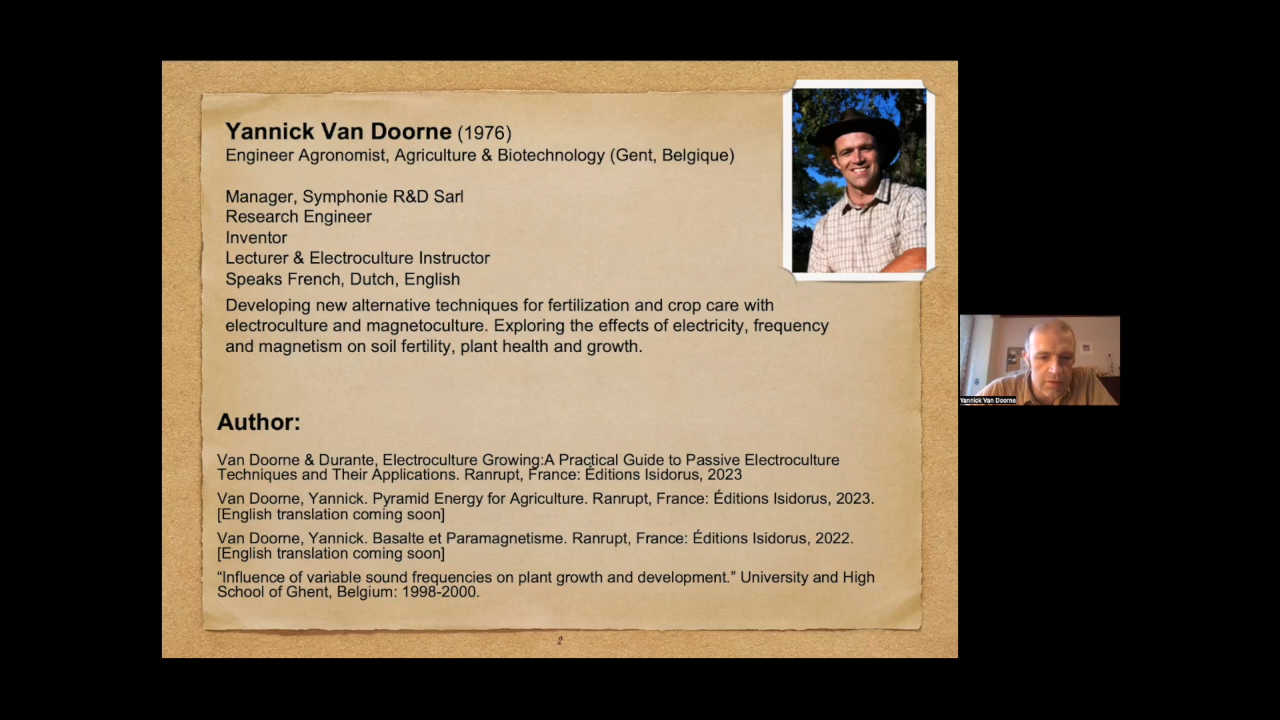 Yannick Van Doorne (1976)
Engineer Agronomist, Agriculture & Biotechnology (Gent, Belgique)
Manager, Symphonie R&D Sarl
Research Engineer
Inventor
Lecturer & Electroculture Instructor
Speaks French, Dutch, English
Developing new alternative techniques for fertilization and crop care with
electroculture and magnetoculture. Exploring the effects of electricity, frequency
and magnetism on soil fertility, plant health and growth.
Author:
Van Doorne & Durante, Electroculture Growing:A Practical Guide to Passive Electroculture
Techniques and Their Applications. Ranrupt, France: Éditions Isidorus, 2023
Van Doorne, Yannick. Pyramid Energy for Agriculture. Ranrupt, France: Éditions Isidorus, 2023.
[English translation coming soon]
Van Doorne, Yannick. Basalte et Paramagnetisme. Ranrupt, France: Éditions Isidorus, 2022.
[English translation coming soon]
“Influence of variable sound frequencies on plant growth and development.” University and High
School of Ghent, Belgium: 1998-2000.
2
Yannick Van Doorne